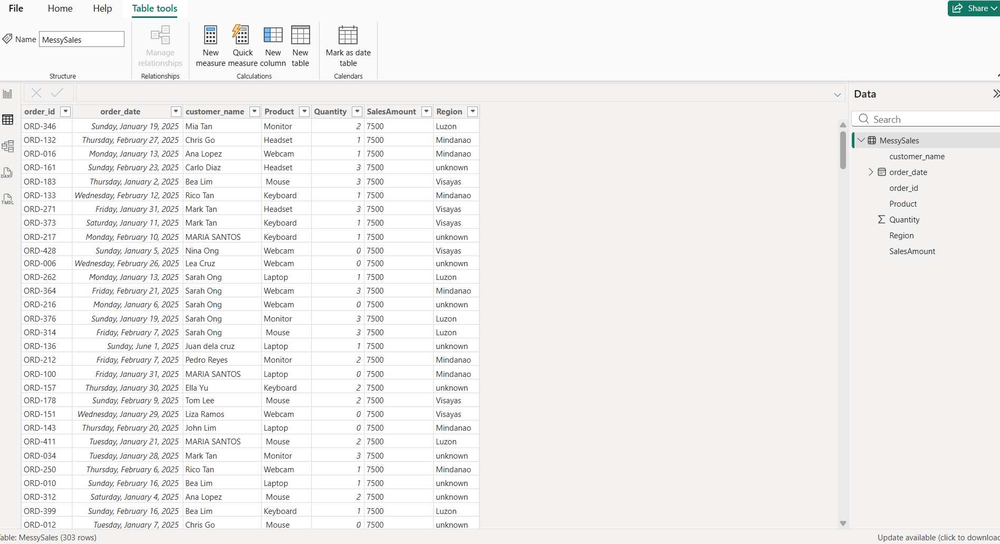 File Home Help Table tools Share
Name MessySales
Manage relationships
New measure
Quick measure
New column
New table
Mark as date table
Structure Relationships Calculations Calendars
Data
Search
MessySales
customer_name
order_date
order_id
Product
Quantity
Region
SalesAmount
DAX
TMDL
order_id order_date customer_name Product Quantity SalesAmount Region
ORD-346 Sunday, January 19, 2025 Mia Tan Monitor 2 7500 Luzon
ORD-132 Thursday, February 27, 2025 Chris Go Headset 1 7500 Mindanao
ORD-016 Monday, January 13, 2025 Ana Lopez Webcam 1 7500 Mindanao
ORD-161 Sunday, February 23, 2025 Carlo Diaz Headset 3 7500 unknown
ORD-183 Thursday, January 2, 2025 Bea Lim Mouse 3 7500 Visayas
ORD-133 Wednesday, February 12, 2025 Rico Tan Keyboard 1 7500 Mindanao
ORD-271 Friday, January 31, 2025 Mark Tan Headset 3 7500 Visayas
ORD-373 Saturday, January 11, 2025 Mark Tan Keyboard 1 7500 Visayas
ORD-217 Monday, February 10, 2025 MARIA SANTOS Keyboard 1 7500 unknown
ORD-428 Sunday, January 5, 2025 Nina Ong Webcam 0 7500 Visayas
ORD-006 Wednesday, February 26, 2025 Lea Cruz Webcam 0 7500 unknown
ORD-262 Monday, January 13, 2025 Sarah Ong Laptop 1 7500 Luzon
ORD-364 Friday, February 21, 2025 Sarah Ong Webcam 3 7500 Mindanao
ORD-216 Monday, January 6, 2025 Sarah Ong Webcam 0 7500 unknown
ORD-376 Sunday, January 19, 2025 Sarah Ong Monitor 3 7500 Luzon
ORD-314 Friday, February 7, 2025 Sarah Ong Mouse 3 7500 Luzon
ORD-136 Sunday, June 1, 2025 Juan dela cruz Laptop 1 7500 unknown
ORD-212 Friday, February 7, 2025 Pedro Reyes Monitor 2 7500 Mindanao
ORD-100 Friday, January 31, 2025 MARIA SANTOS Laptop 0 7500 Mindanao
ORD-157 Thursday, January 30, 2025 Ella Yu Keyboard 2 7500 unknown
ORD-178 Sunday, February 9, 2025 Tom Lee Mouse 2 7500 Visayas
ORD-151 Wednesday, January 29, 2025 Liza Ramos Webcam 0 7500 Visayas
ORD-143 Thursday, February 20, 2025 John Lim Laptop 0 7500 Mindanao
ORD-411 Tuesday, January 21, 2025 MARIA SANTOS Mouse 2 7500 Luzon
ORD-034 Tuesday, January 28, 2025 Mark Tan Monitor 3 7500 unknown
ORD-250 Thursday, February 6, 2025 Rico Tan Webcam 1 7500 Mindanao
ORD-010 Sunday, February 16, 2025 Bea Lim Laptop 1 7500 unknown
ORD-312 Saturday, January 4, 2025 Ana Lopez Mouse 2 7500 unknown
ORD-399 Sunday, February 16, 2025 Bea Lim Keyboard 1 7500 Luzon
ORD-012 Tuesday, January 7, 2025 Chris Go Mouse 0 7500 unknown
able: MessySales (303 rows) Update available (click to download